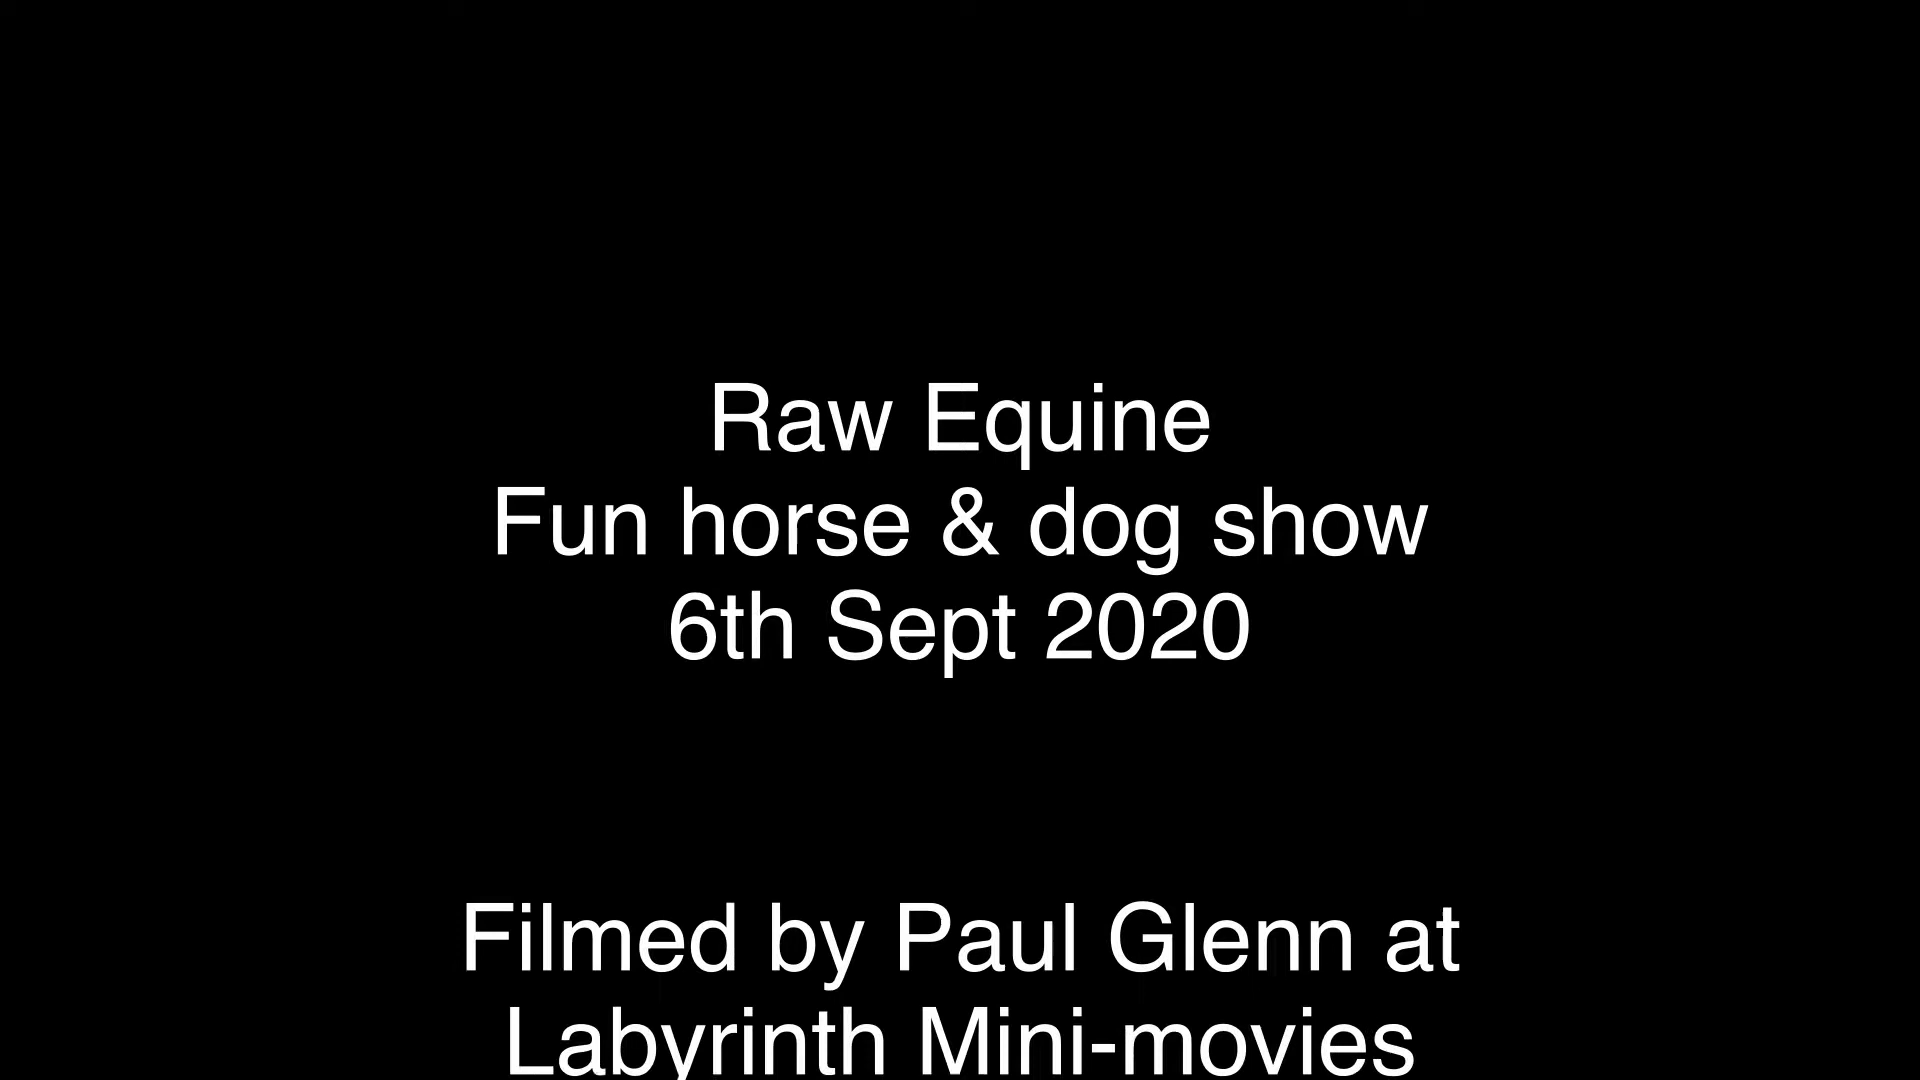 Raw Equine
Fun horse & dog show
6th Sept 2020
Filmed by Paul Glenn at
Labyrinth Mini-movies